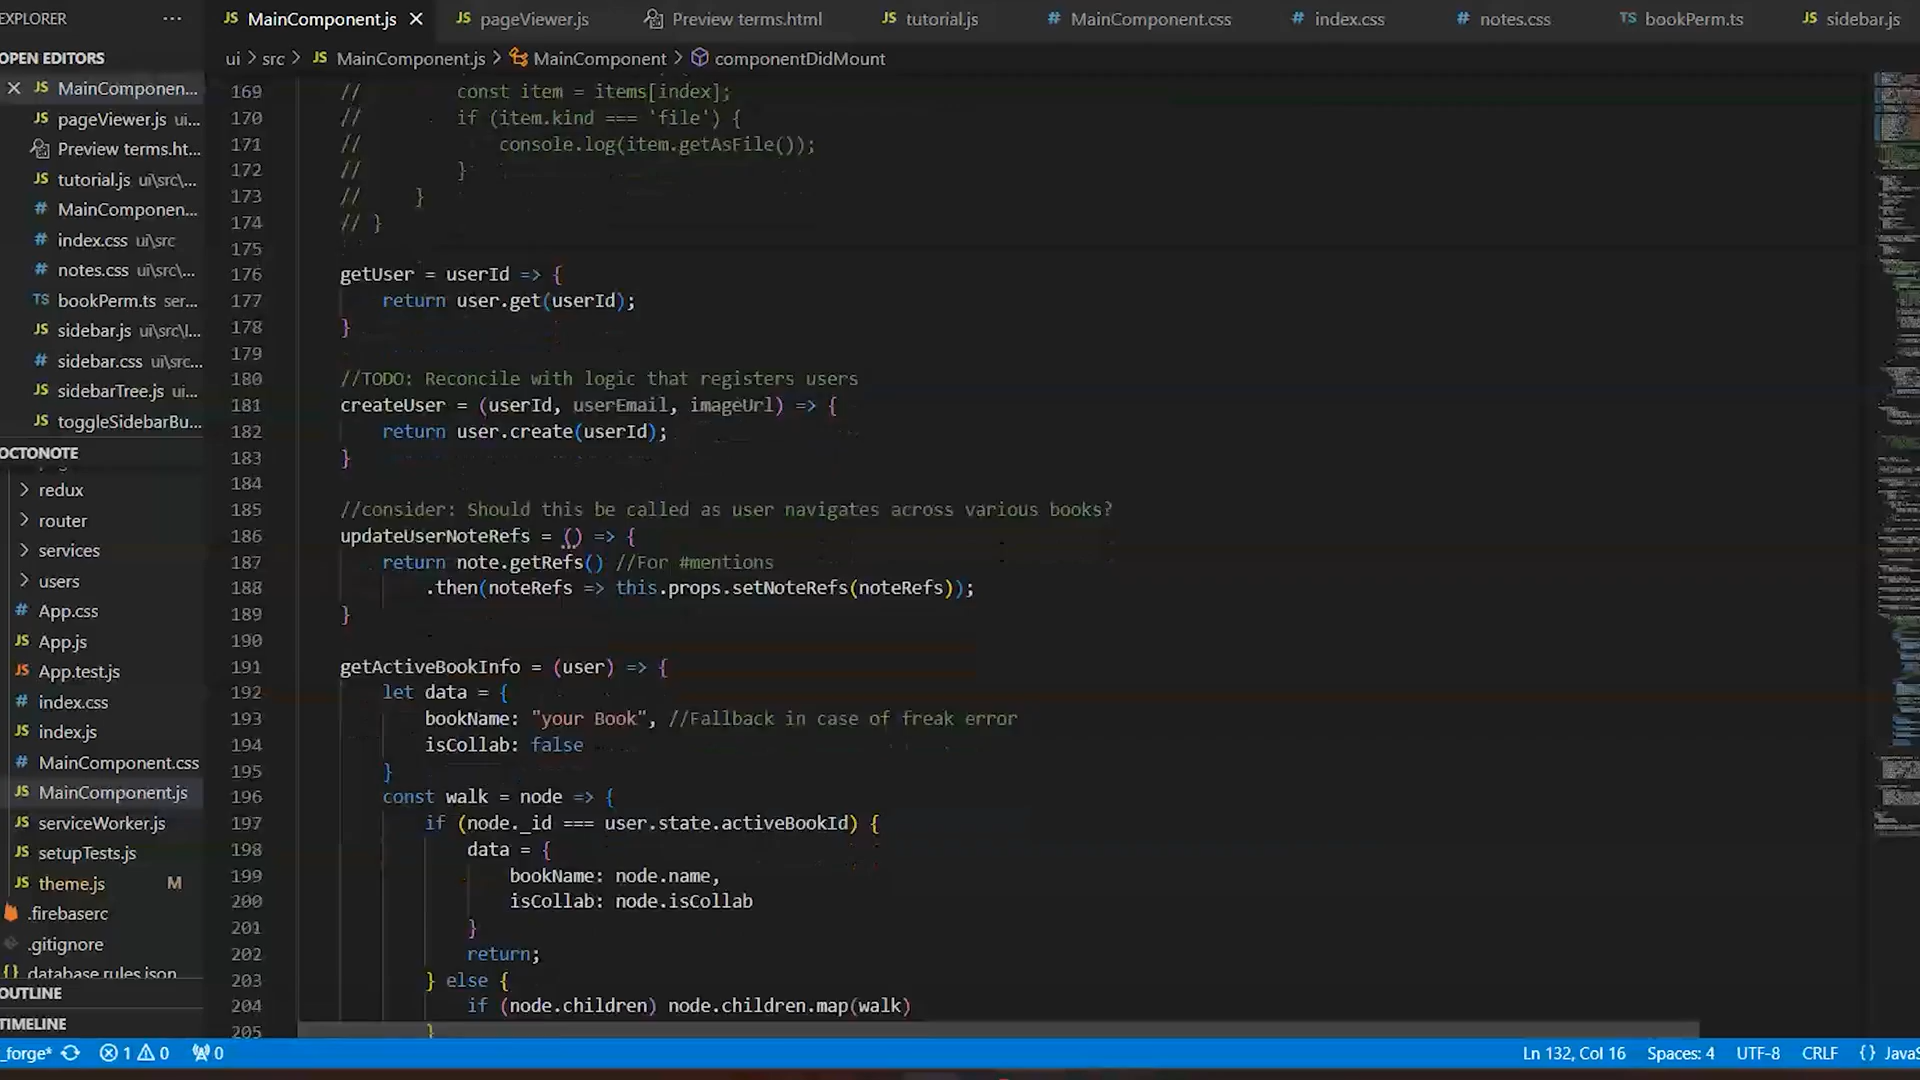 EXPLORER ···
JS MainComponent.js ×
JS pageViewer.js
Preview terms.html
JS tutorial.js
# MainComponent.css
# index.css
# notes.css
TS bookPerm.ts
JS sidebar.js
OPEN EDITORS
× JS MainComponen...
JS pageViewer.js ui...
Preview terms.ht...
JS tutorial.js ui\src\...
# MainComponen...
# index.css ui\src
# notes.css ui\src\...
TS bookPerm.ts ser...
JS sidebar.js ui\src\l...
# sidebar.css ui\src...
JS sidebarTree.js ui...
toggleSidebarBu...
OCTONOTE
> redux
> router
> services
> users
# App.css
JS App.js
JS App.test.js
# index.css
JS index.js
# MainComponent.css
JS MainComponent.js
JS serviceWorker.js
JS setupTests.js
JS theme.js M
.firebaserc
.gitignore
{} database.rules.json
OUTLINE
TIMELINE
ui > src > JS MainComponent.js > MainComponent > componentDidMount
169 // const item = items[index];
170 // if (item.kind === 'file') {
171 // console.log(item.getAsFile());
172 // }
173 // }
174 // }
175
176 getUser = userId => {
177 return user.get(userId);
178 }
179
180 //TODO: Reconcile with logic that registers users
181 createUser = (userId, userEmail, imageUrl) => {
182 return user.create(userId);
183 }
184
185 //consider: Should this be called as user navigates across various books?
186 updateUserNoteRefs = () => {
187 return note.getRefs() //For #mentions
188 .then(noteRefs => this.props.setNoteRefs(noteRefs));
189 }
190
191 getActiveBookInfo = (user) => {
192 let data = {
193 bookName: "your Book", //Fallback in case of freak error
194 isCollab: false
195 }
196 const walk = node => {
197 if (node._id === user.state.activeBookId) {
198 data = {
199 bookName: node.name,
200 isCollab: node.isCollab
201 }
202 return;
203 } else {
204 if (node.children) node.children.map(walk)
205 }
_forge* 1 0 0
Ln 132, Col 16 Spaces: 4 UTF-8 CRLF {} JavaS